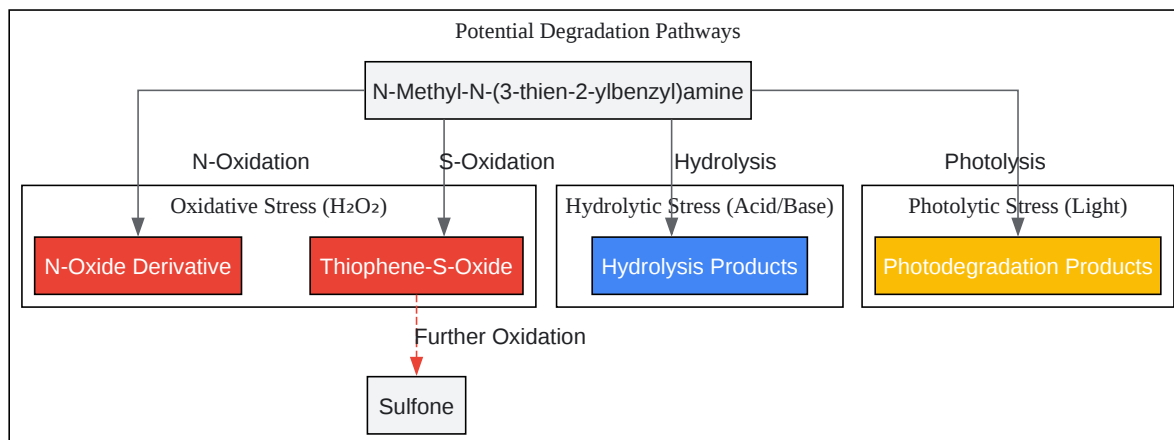 Potential Degradation Pathways
N-Methyl-N-(3-thien-2-ylbenzyl)amine
N-Oxidation
S-Oxidation
Hydrolysis
Photolysis
Oxidative Stress (H₂O₂)
Hydrolytic Stress (Acid/Base)
Photolytic Stress (Light)
N-Oxide Derivative
Thiophene-S-Oxide
Hydrolysis Products
Photodegradation Products
Further Oxidation
Sulfone